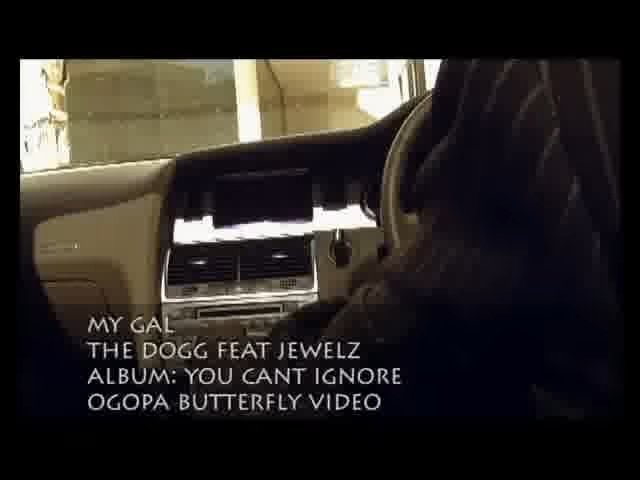 MY GAL
THE DOGG FEAT JEWELZ
ALBUM: YOU CANT IGNORE
OGOPA BUTTERFLY VIDEO